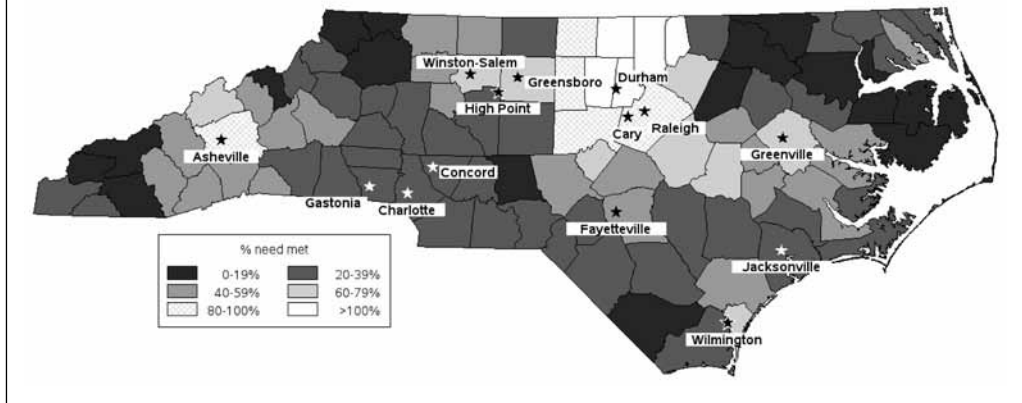 Winston-Salem
Greensboro
Durham
High Point
Cary
Raleigh
Asheville
Greenville
Concord
Gastonia
Charlotte
Fayetteville
Jacksonville
Wilmington
% need met
0-19%
20-39%
40-59%
60-79%
80-100%
>100%